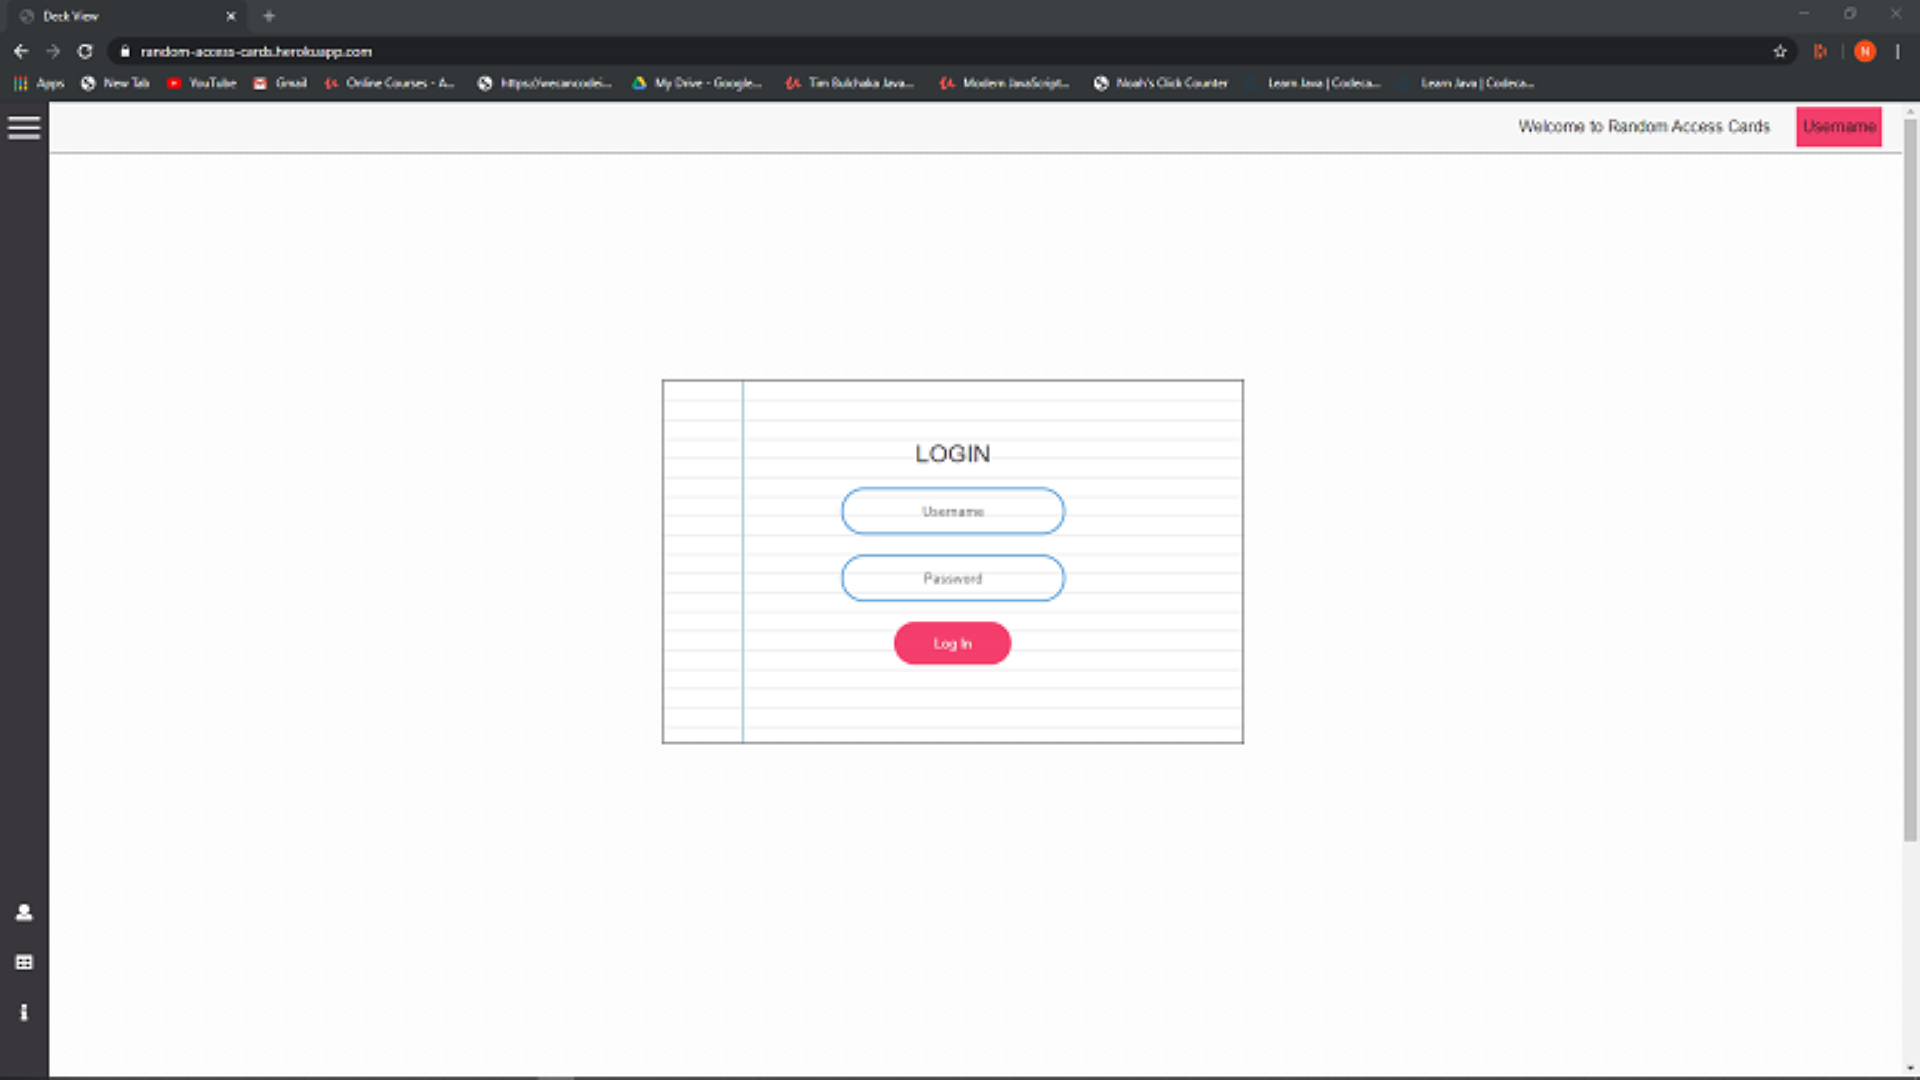 Deck View
random-access-cards.herokuapp.com
Apps New Tab YouTube Gmail Online Courses - A... https://wecancodei... My Drive - Google... Tim Bulchaka Java... Modern JavaScript... Noah's Click Counter Learn Java | Codeca... Learn Java | Codeca...
N
Welcome to Random Access Cards Username
LOGIN
Username
Password
Log In